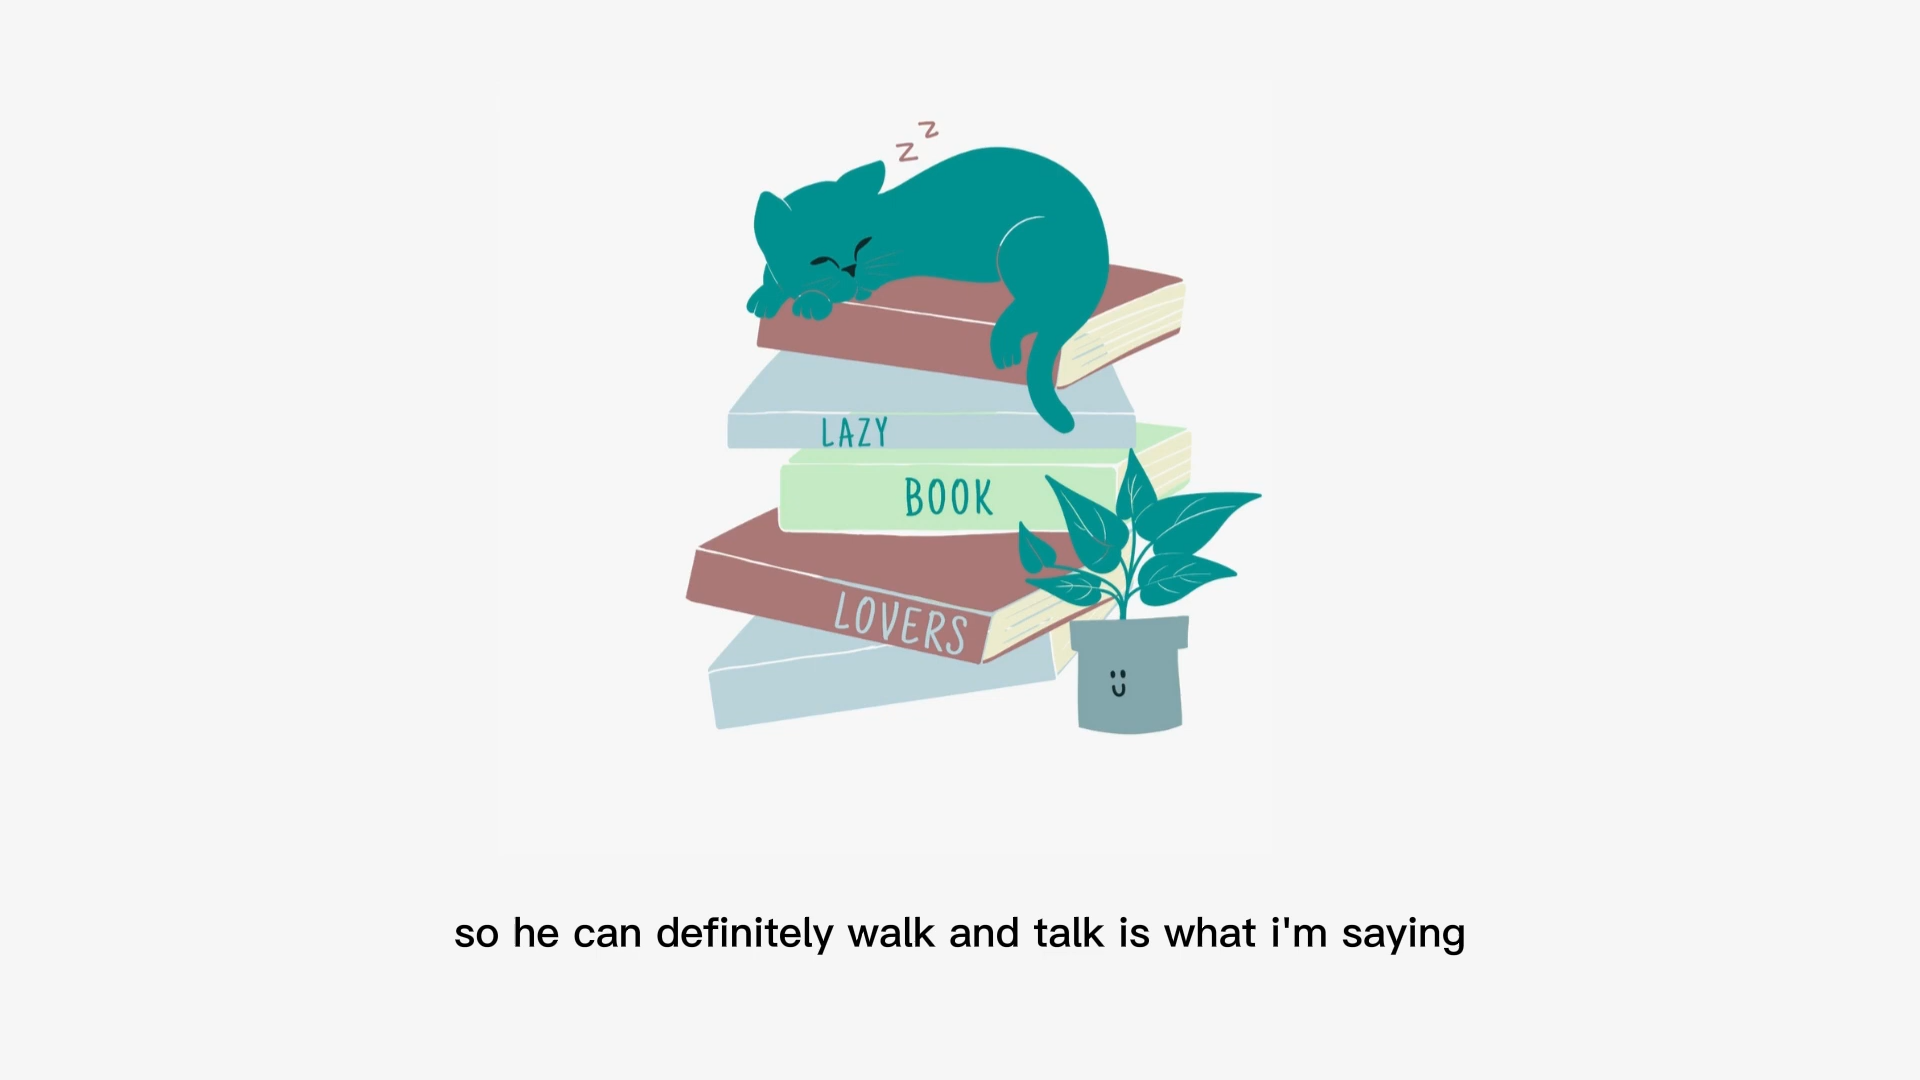 z
z
LAZY
BOOK
LOVERS
so he can definitely walk and talk is what i'm saying